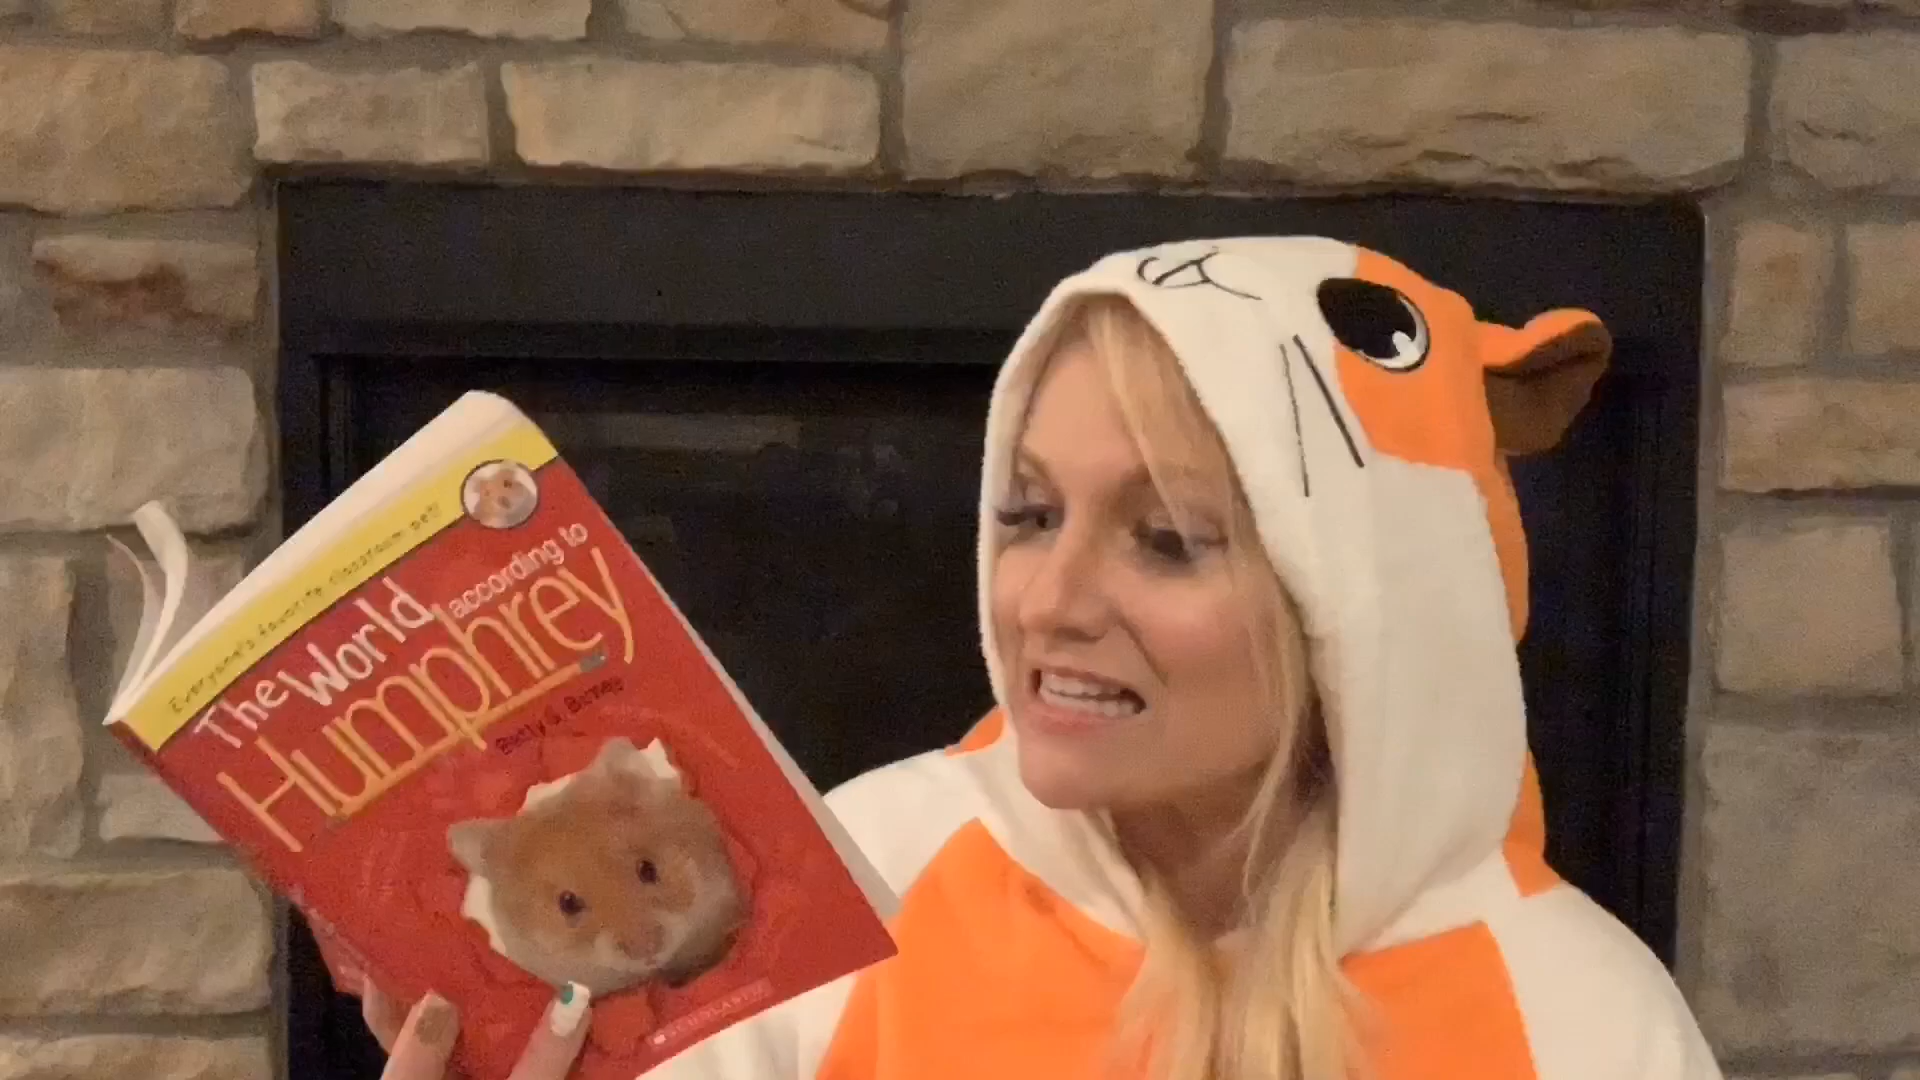 Everyone's favorite classroom pet!
The World according to
Humphrey
Betty G. Birney
SCHOLASTIC